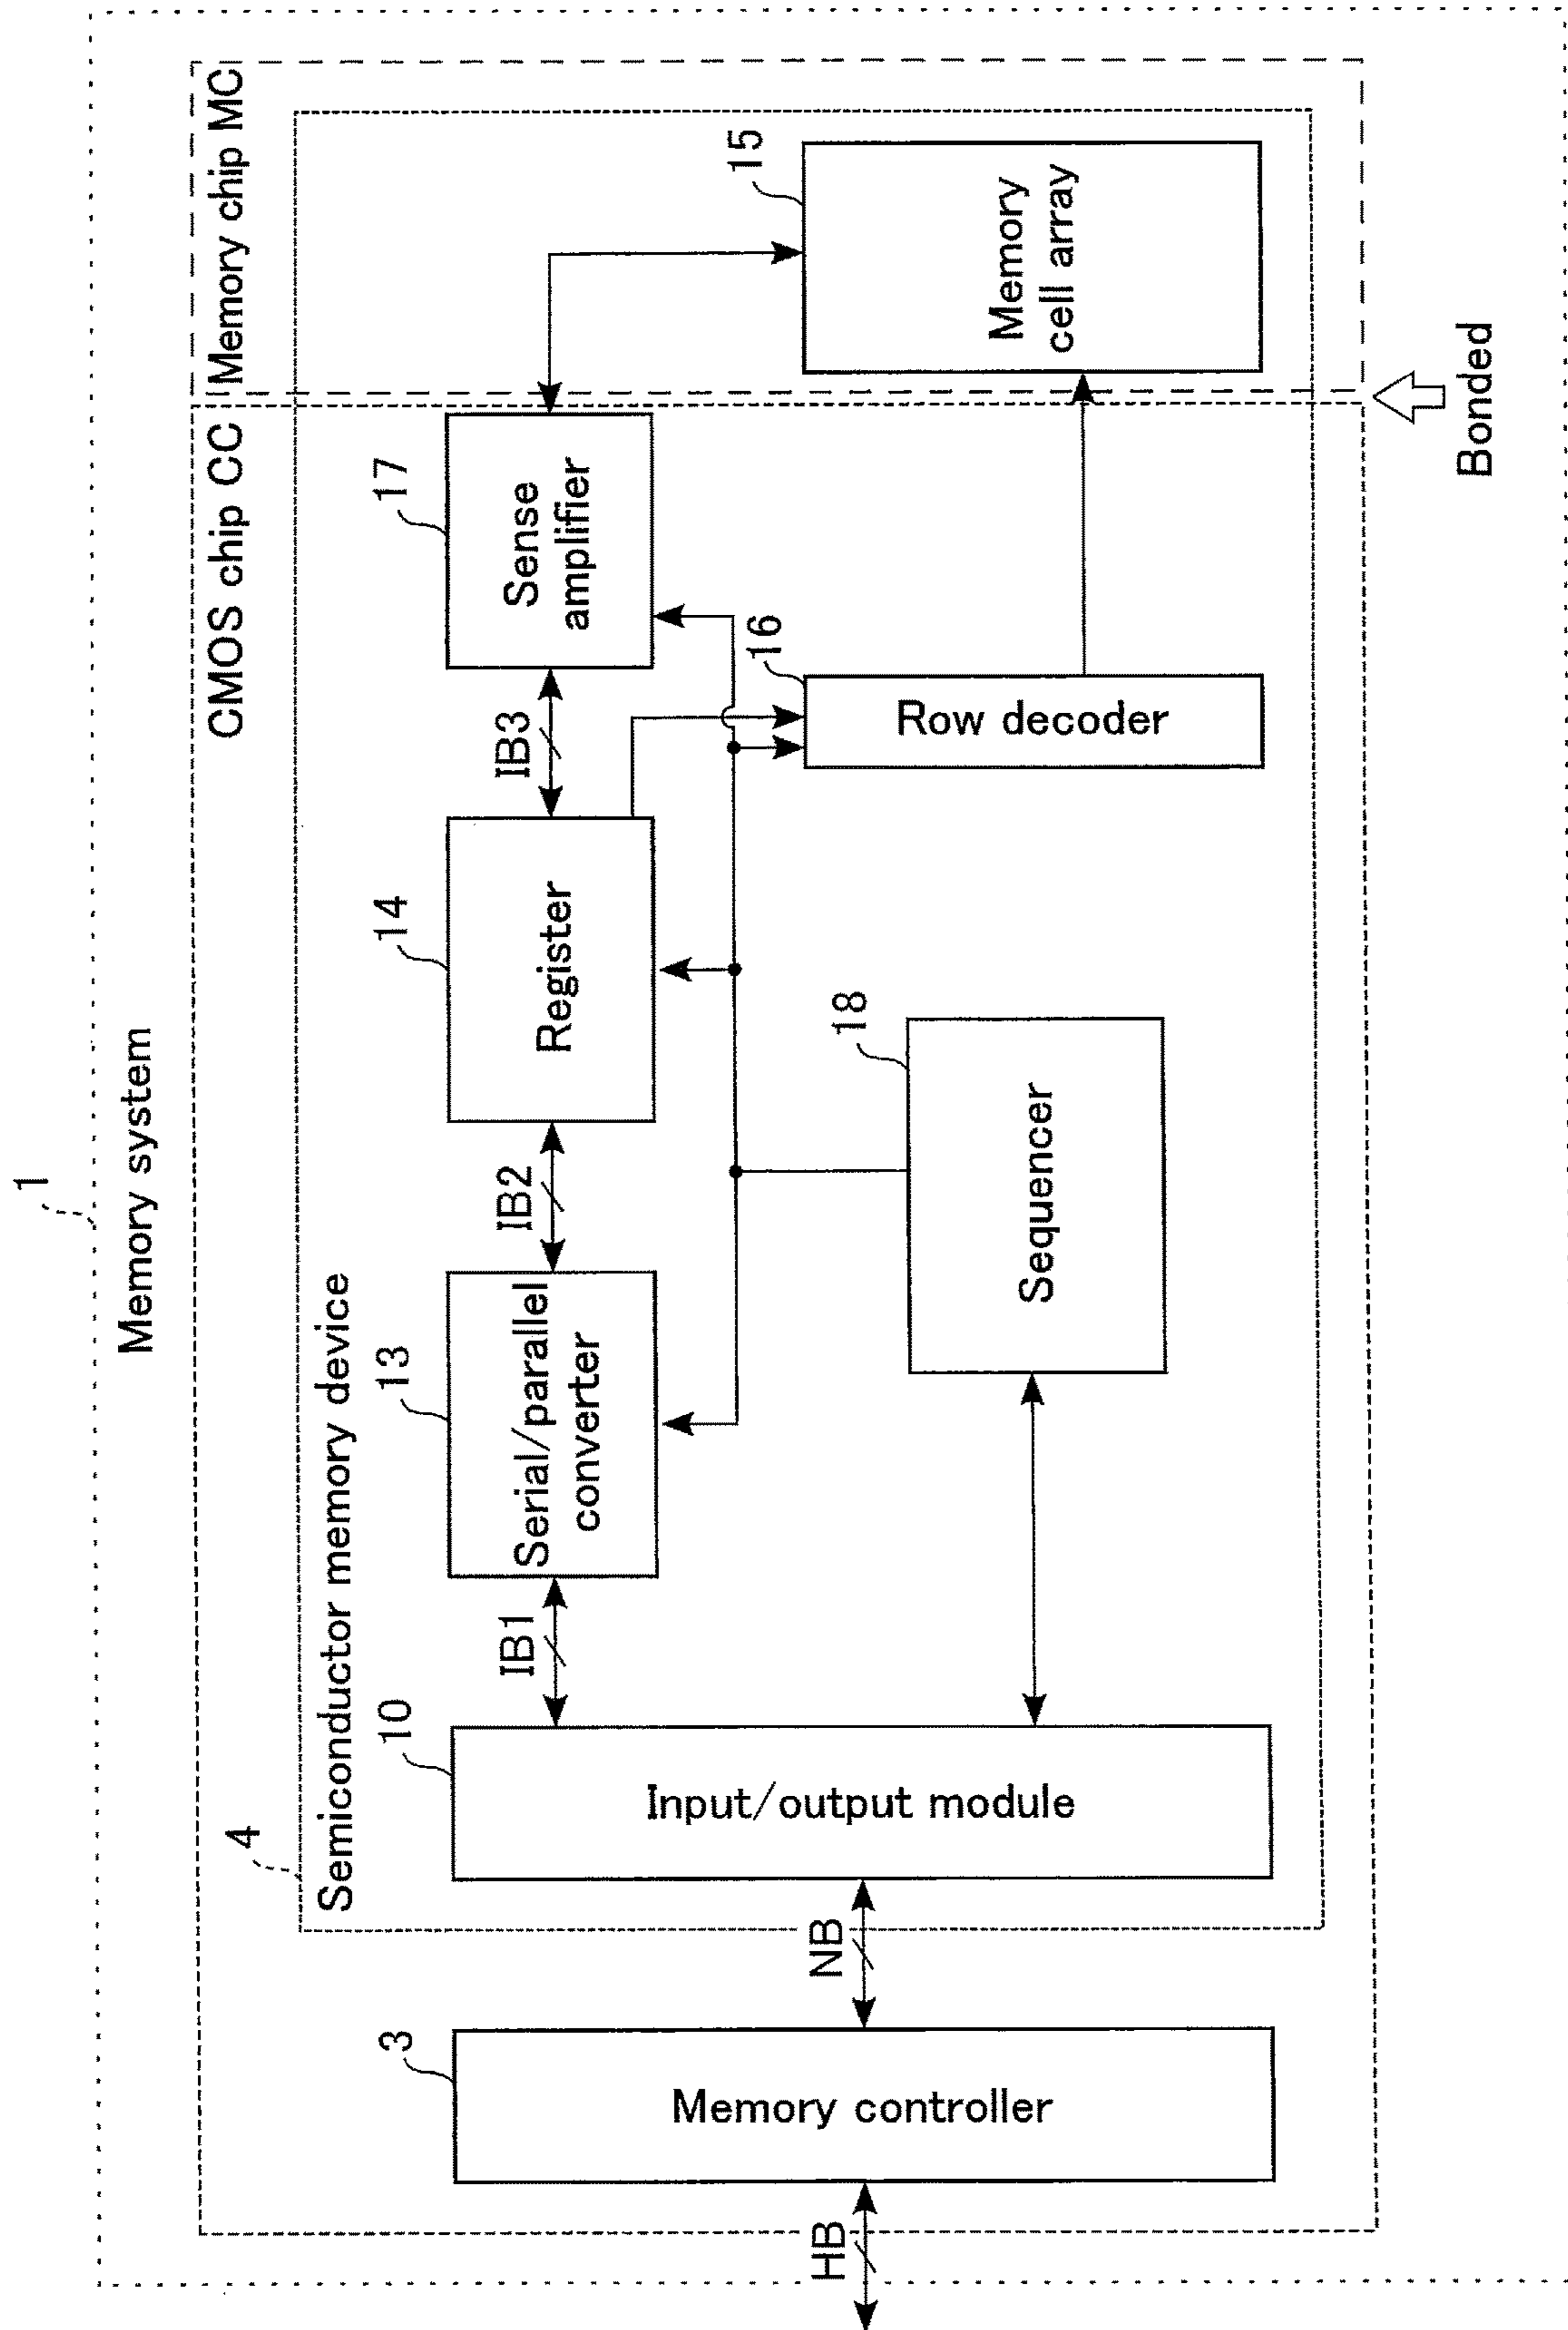 1
Memory system
CMOS chip CC
Memory chip MC
4
Semiconductor memory device
HB
3
Memory controller
NB
10
Input/output module
IB1
13
Serial/parallel
converter
IB2
14
Register
IB3
17
Sense
amplifier
18
Sequencer
16
Row decoder
15
Memory
cell array
Bonded